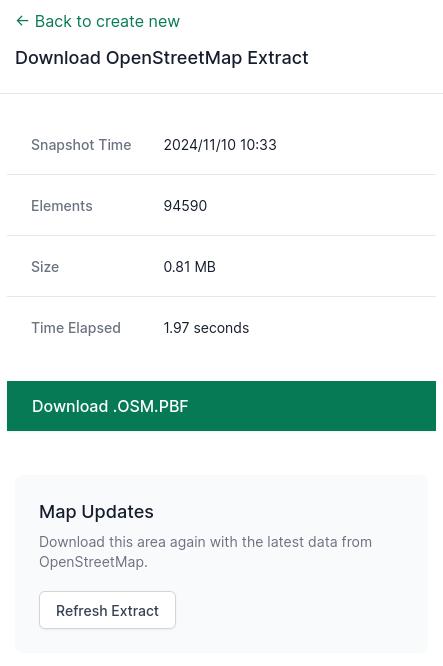 ← Back to create new
Download OpenStreetMap Extract
Snapshot Time 2024/11/10 10:33
Elements 94590
Size 0.81 MB
Time Elapsed 1.97 seconds
Download .OSM.PBF
Map Updates
Download this area again with the latest data from
OpenStreetMap.
Refresh Extract